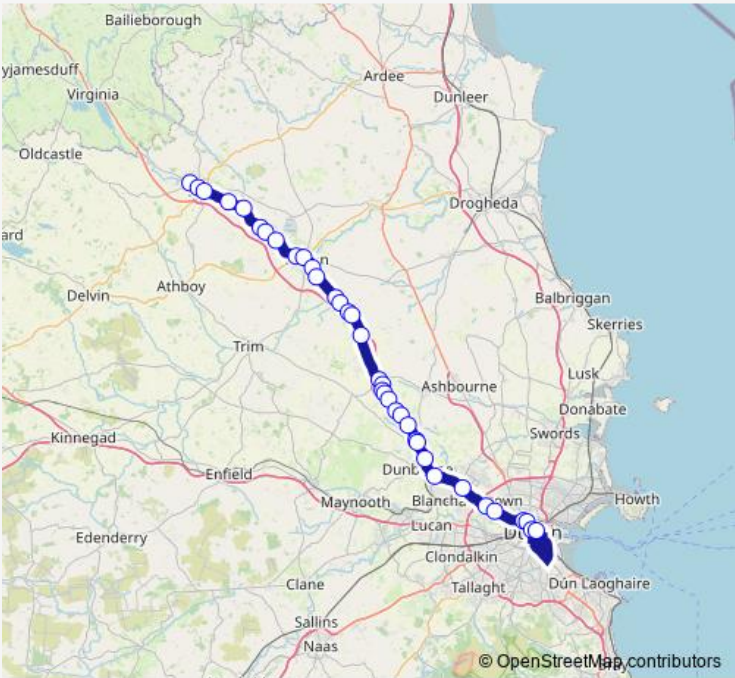 Bailieborough
yjamesduff
Ardee
Virginia
Dunleer
Oldcastle
Drogheda
ard
n
Athboy
Delvin
Balbriggan
Skerries
Trim
Lusk
Ashbourne
Donabate
Kinnegad
Swords
Enfield
Maynooth
Howth
Lucan
Edenderry
Clondalkin
Clane
Tallaght
Dún Laoghaire
Sallins
Naas
© OpenStreetMap contributors